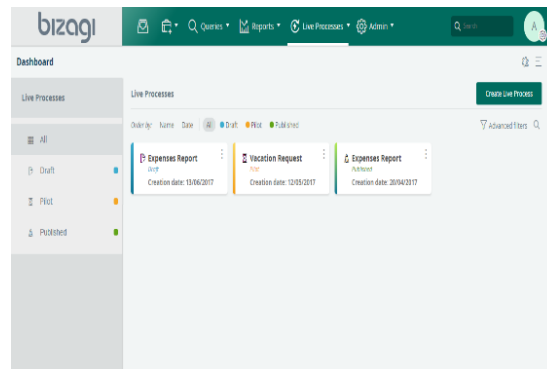 bizagi
Queries Reports Live Processes Admin Search A
Dashboard
Live Processes
All
Draft
Pilot
Published
Live Processes
Create Live Process
Order by: Name Date All Draft Pilot Published
Advanced filters
Expenses Report
Draft
Creation date: 13/06/2017
Vacation Request
Pilot
Creation date: 12/05/2017
Expenses Report
Published
Creation date: 28/04/2017